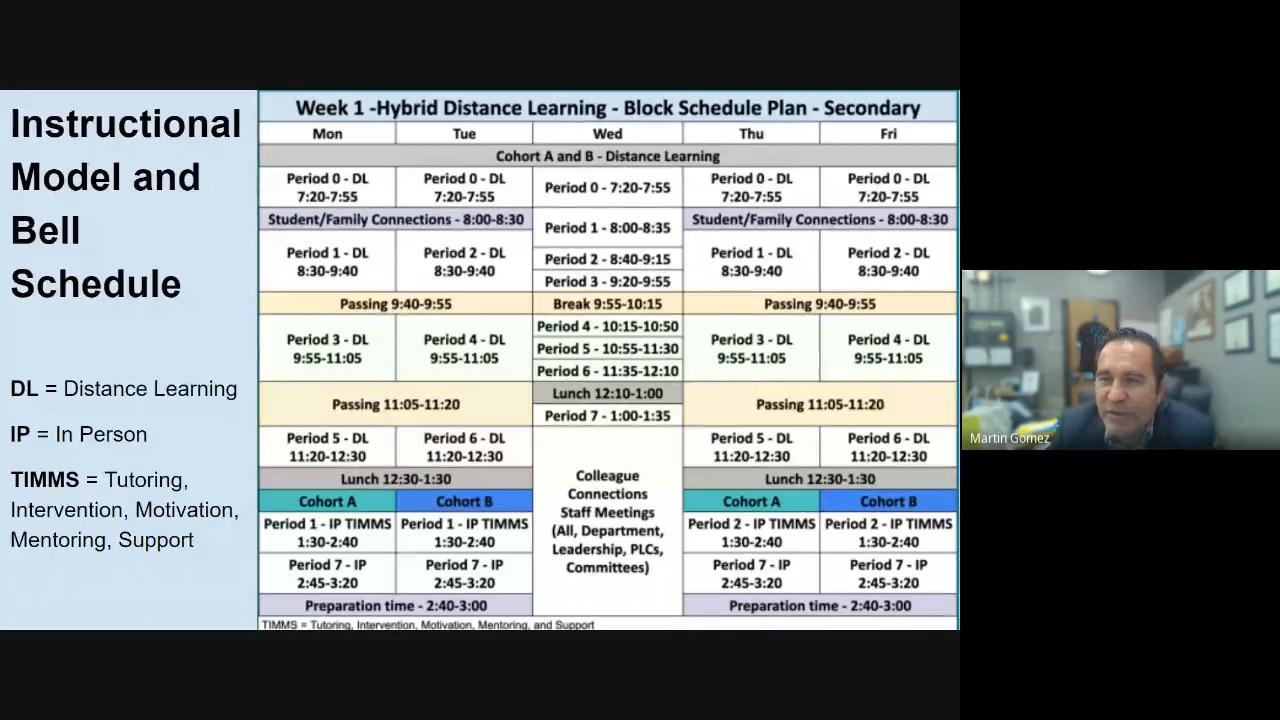 Instructional
Model and
Bell
Schedule
DL = Distance Learning
IP = In Person
TIMMS = Tutoring,
Intervention, Motivation,
Mentoring, Support
Week 1 -Hybrid Distance Learning - Block Schedule Plan - Secondary
Mon Tue Wed Thu Fri
Cohort A and B - Distance Learning
Period 0 - DL
7:20-7:55
Period 0 - DL
7:20-7:55
Period 0 - 7:20-7:55
Period 0 - DL
7:20-7:55
Period 0 - DL
7:20-7:55
Student/Family Connections - 8:00-8:30
Period 1 - 8:00-8:35
Student/Family Connections - 8:00-8:30
Period 1 - DL
8:30-9:40
Period 2 - DL
8:30-9:40
Period 2 - 8:40-9:15
Period 3 - 9:20-9:55
Period 1 - DL
8:30-9:40
Period 2 - DL
8:30-9:40
Passing 9:40-9:55
Break 9:55-10:15
Passing 9:40-9:55
Period 3 - DL
9:55-11:05
Period 4 - DL
9:55-11:05
Period 4 - 10:15-10:50
Period 5 - 10:55-11:30
Period 6 - 11:35-12:10
Period 3 - DL
9:55-11:05
Period 4 - DL
9:55-11:05
Passing 11:05-11:20
Lunch 12:10-1:00
Period 7 - 1:00-1:35
Passing 11:05-11:20
Period 5 - DL
11:20-12:30
Period 6 - DL
11:20-12:30
Period 5 - DL
11:20-12:30
Period 6 - DL
11:20-12:30
Lunch 12:30-1:30
Colleague
Connections
Staff Meetings
(All, Department,
Leadership, PLCs,
Committees)
Lunch 12:30-1:30
Cohort A
Cohort B
Cohort A
Cohort B
Period 1 - IP TIMMS
1:30-2:40
Period 1 - IP TIMMS
1:30-2:40
Period 2 - IP TIMMS
1:30-2:40
Period 2 - IP TIMMS
1:30-2:40
Period 7 - IP
2:45-3:20
Period 7 - IP
2:45-3:20
Period 7 - IP
2:45-3:20
Period 7 - IP
2:45-3:20
Preparation time - 2:40-3:00
Preparation time - 2:40-3:00
TIMMS = Tutoring, Intervention, Motivation, Mentoring, and Support
Martin Gomez